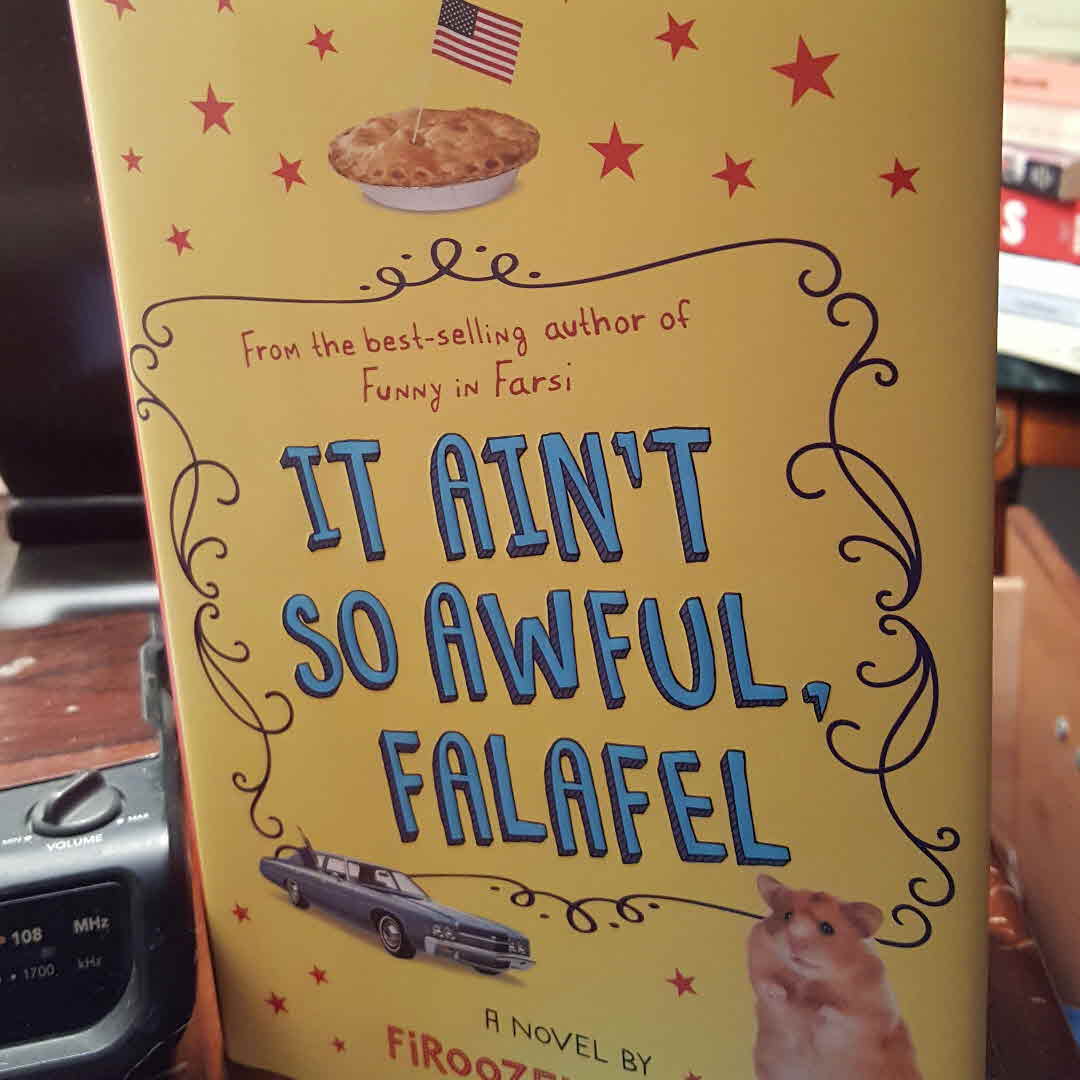 From the best-selling author of
Funny in Farsi
IT AIN'T
SO AWFUL,
FALAFEL
A NOVEL BY
VOLUME
MAX
108 MHz
1700 kHz
S